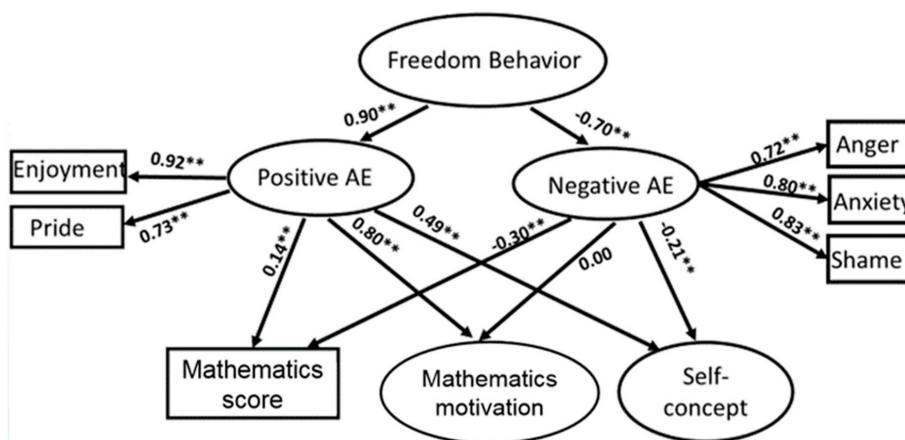 Freedom Behavior
0.90**
-0.70**
Enjoyment
0.92**
Positive AE
Negative AE
0.72**
Anger
Pride
0.73**
0.80**
Anxiety
0.83**
Shame
0.14**
0.80**
0.49**
-0.30**
0.00
-0.21**
Mathematics
score
Mathematics
motivation
Self-
concept